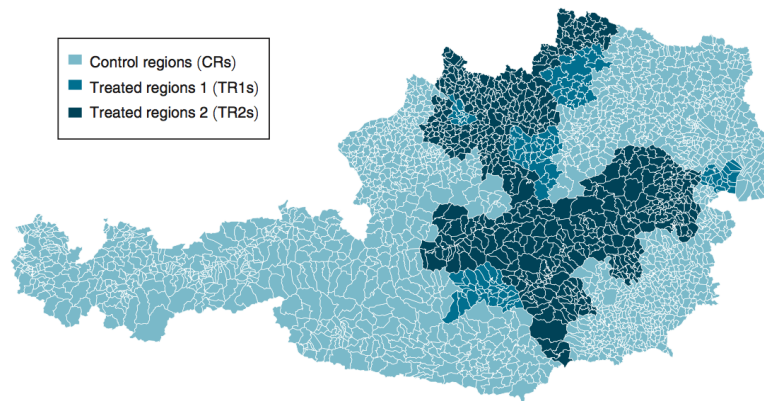 Control regions (CRs)
Treated regions 1 (TR1s)
Treated regions 2 (TR2s)